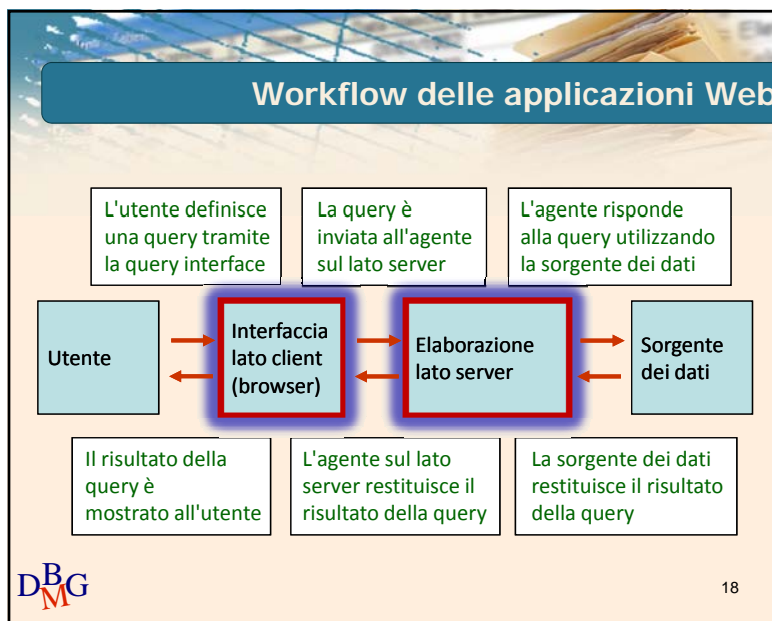 Workflow delle applicazioni Web
L'utente definisce
una query tramite
la query interface
La query è
inviata all'agente
sul lato server
L'agente risponde
alla query utilizzando
la sorgente dei dati
Utente
Interfaccia
lato client
(browser)
Elaborazione
lato server
Sorgente
dei dati
Il risultato della
query è
mostrato all'utente
L'agente sul lato
server restituisce il
risultato della query
La sorgente dei dati
restituisce il risultato
della query
DBMG
18